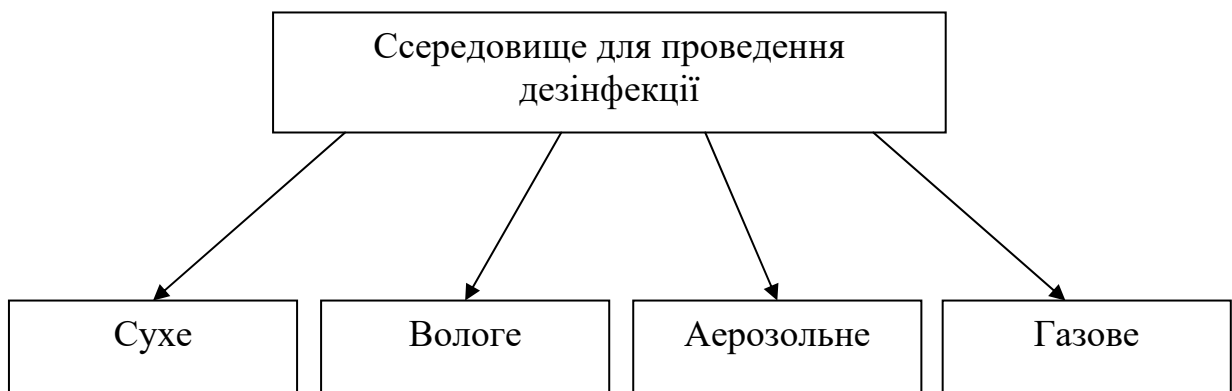 Ссередовище для проведення
дезінфекції
Сухе
Вологе
Аерозольне
Газове